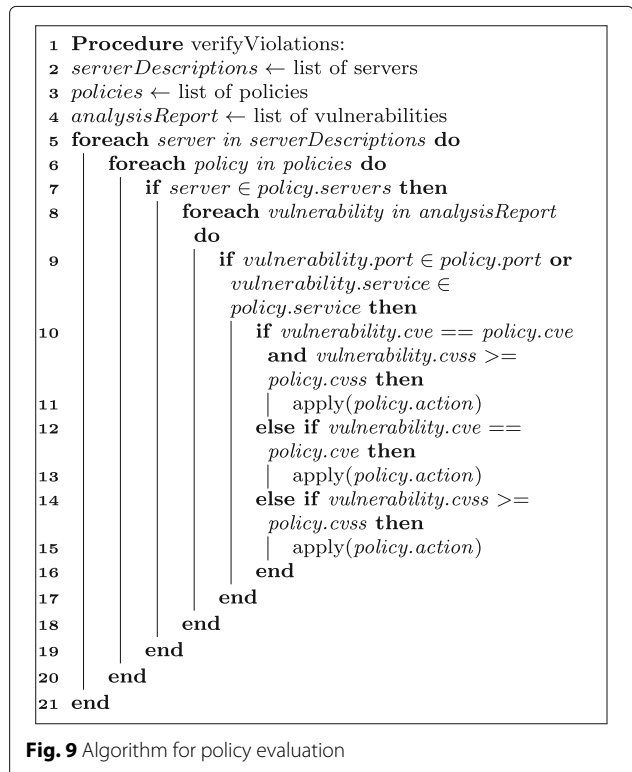 1 Procedure verifyViolations:
2 serverDescriptions ← list of servers
3 policies ← list of policies
4 analysisReport ← list of vulnerabilities
5 foreach server in serverDescriptions do
6 foreach policy in policies do
7 if server ∈ policy.servers then
8 foreach vulnerability in analysisReport
do
9 if vulnerability.port ∈ policy.port or
vulnerability.service ∈
policy.service then
10 if vulnerability.cve == policy.cve
and vulnerability.cvss >=
policy.cvss then
11 apply(policy.action)
12 else if vulnerability.cve ==
policy.cve then
13 apply(policy.action)
14 else if vulnerability.cvss >=
policy.cvss then
15 apply(policy.action)
16 end
17 end
18 end
19 end
20 end
21 end
Fig. 9 Algorithm for policy evaluation